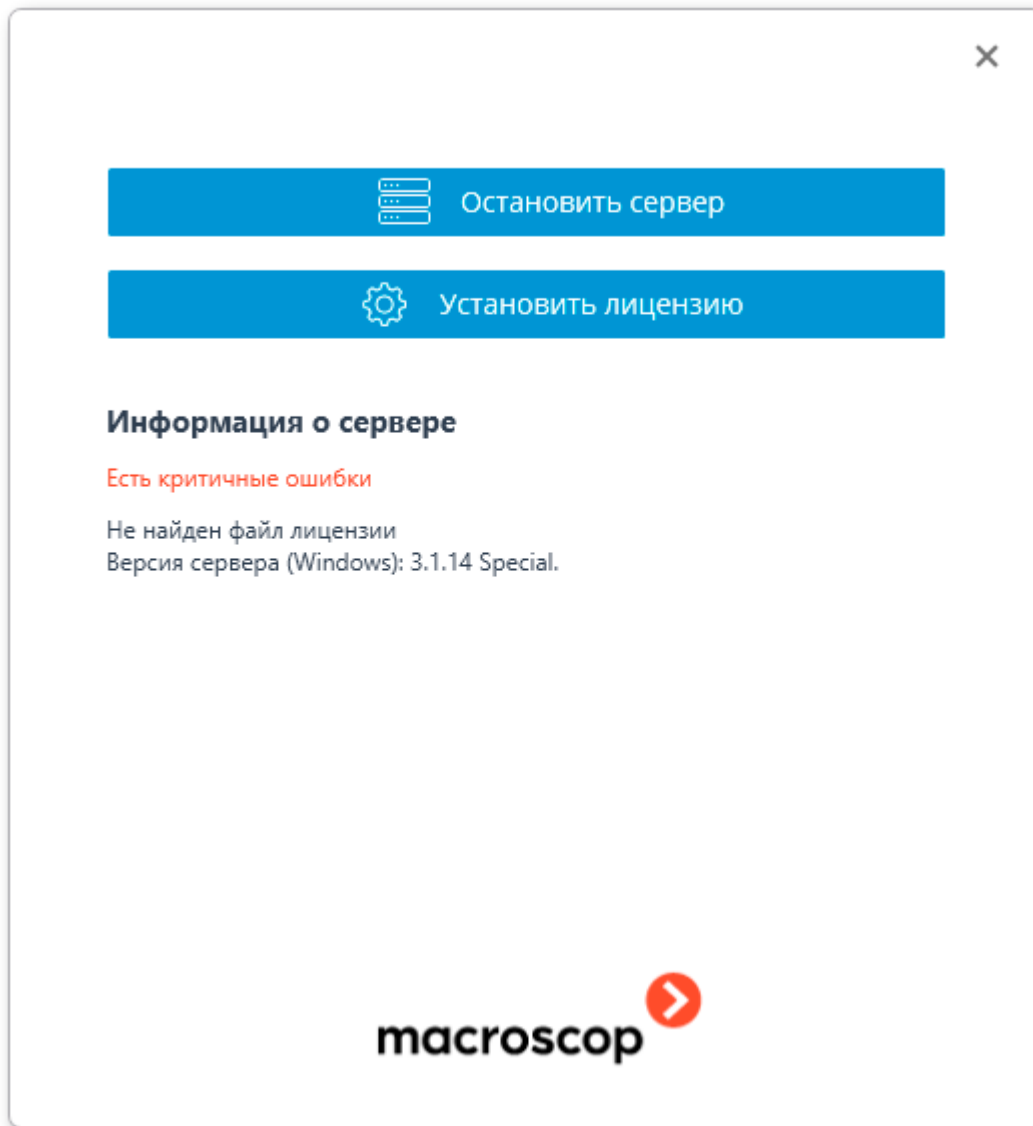 Остановить сервер
Установить лицензию
Информация о сервере
Есть критичные ошибки
Не найден файл лицензии
Версия сервера (Windows): 3.1.14 Special.
macroscop